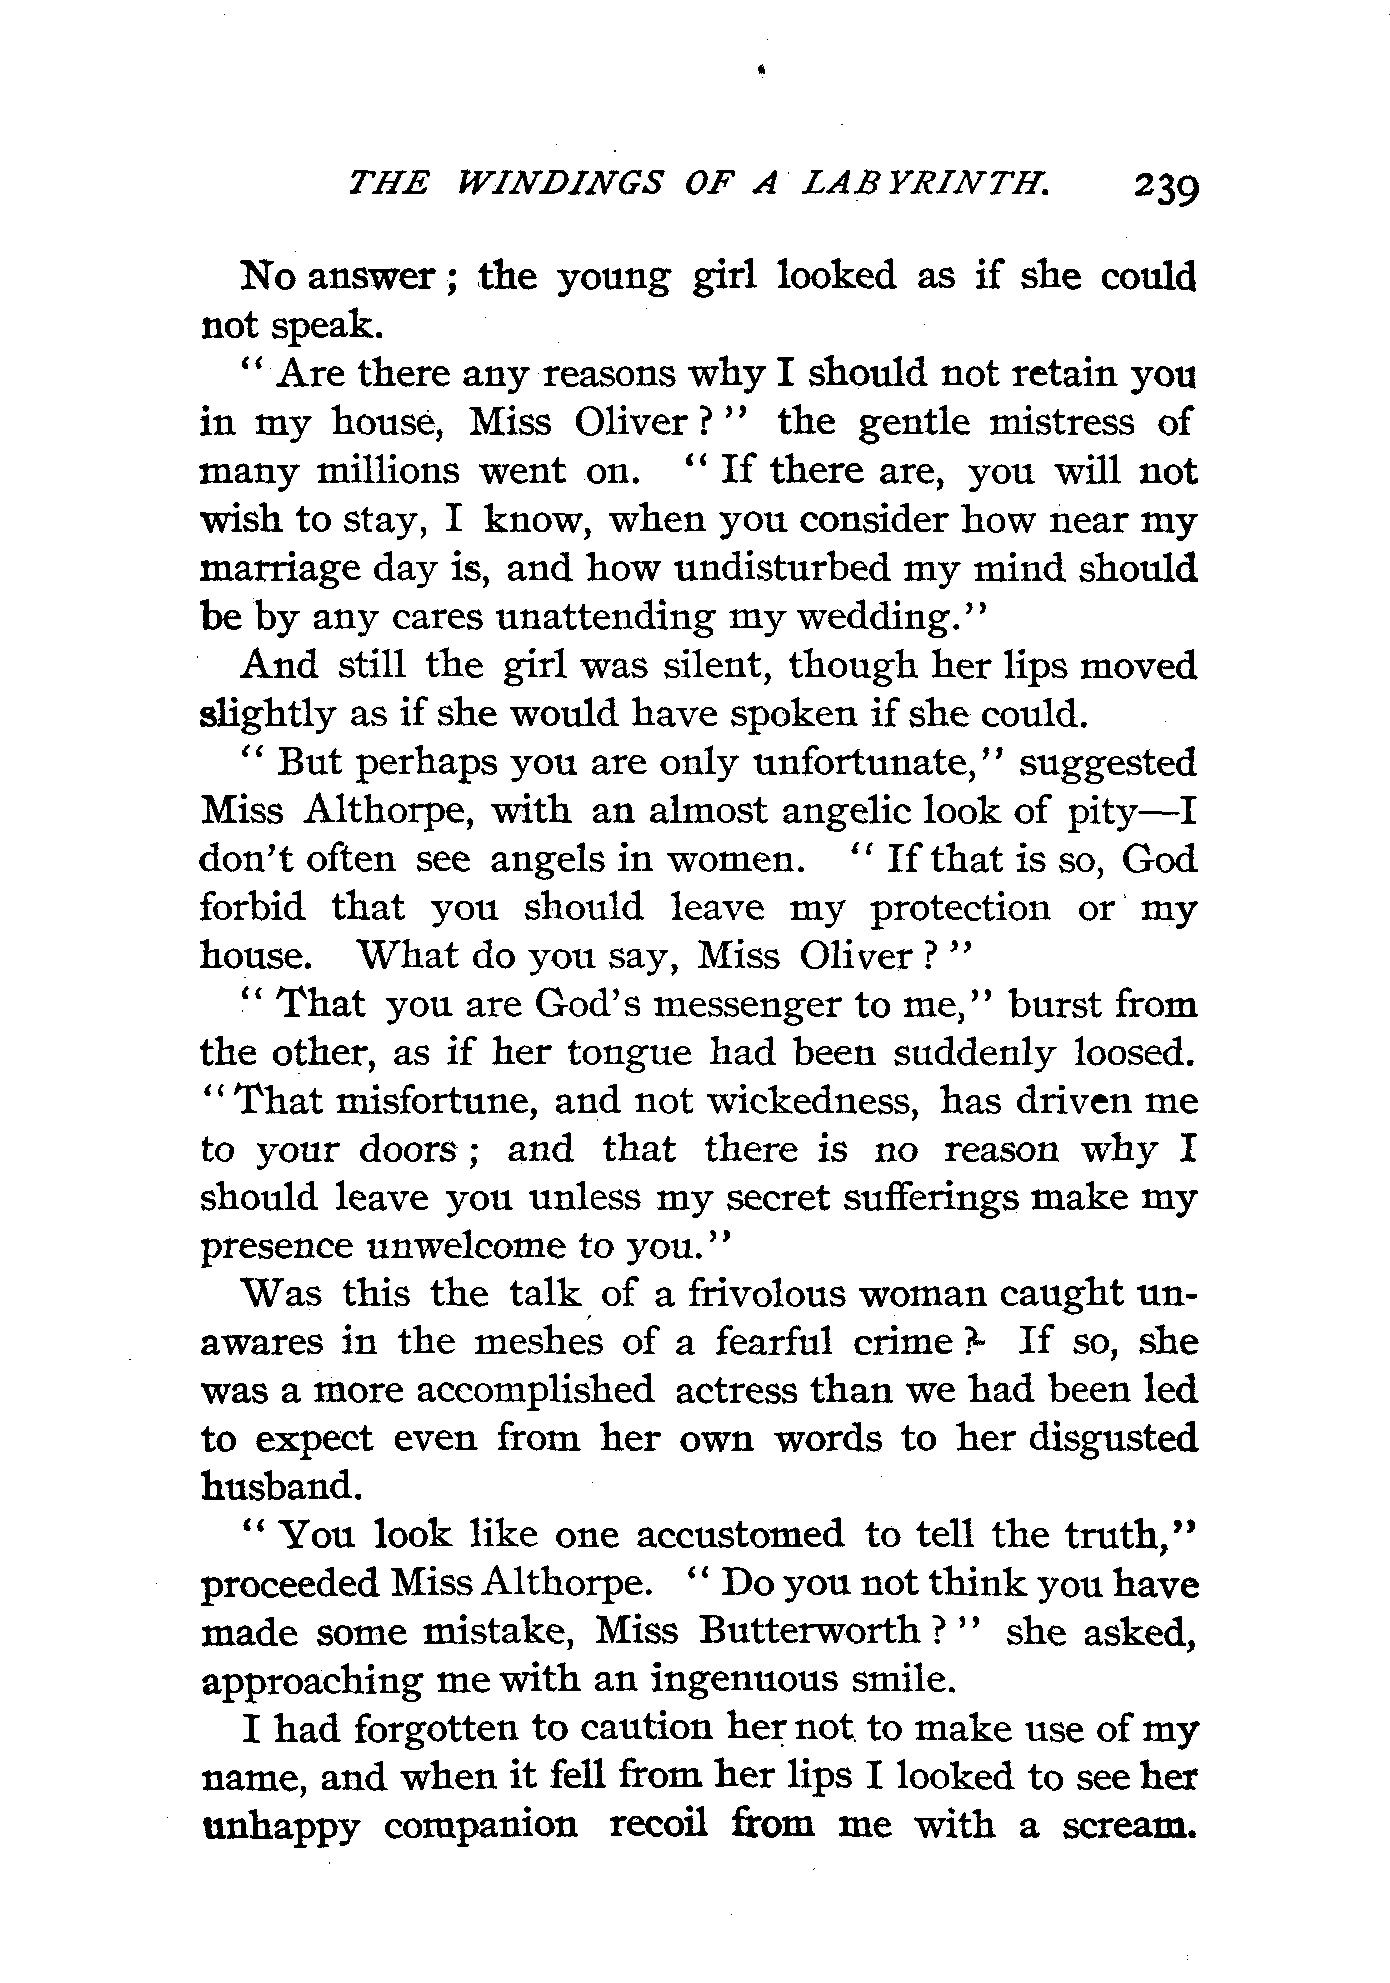 THE WINDINGS OF A LABYRINTH. 239
No answer ; the young girl looked as if she could
not speak.
" Are there any reasons why I should not retain you
in my house, Miss Oliver ? " the gentle mistress of
many millions went on. " If there are, you will not
wish to stay, I know, when you consider how near my
marriage day is, and how undisturbed my mind should
be by any cares unattending my wedding."
And still the girl was silent, though her lips moved
slightly as if she would have spoken if she could.
" But perhaps you are only unfortunate," suggested
Miss Althorpe, with an almost angelic look of pity—I
don't often see angels in women. " If that is so, God
forbid that you should leave my protection or my
house. What do you say, Miss Oliver ? "
" That you are God's messenger to me," burst from
the other, as if her tongue had been suddenly loosed.
" That misfortune, and not wickedness, has driven me
to your doors ; and that there is no reason why I
should leave you unless my secret sufferings make my
presence unwelcome to you."
Was this the talk of a frivolous woman caught un-
awares in the meshes of a fearful crime ? If so, she
was a more accomplished actress than we had been led
to expect even from her own words to her disgusted
husband.
" You look like one accustomed to tell the truth,"
proceeded Miss Althorpe. " Do you not think you have
made some mistake, Miss Butterworth ? " she asked,
approaching me with an ingenuous smile.
I had forgotten to caution her not to make use of my
name, and when it fell from her lips I looked to see her
unhappy companion recoil from me with a scream.